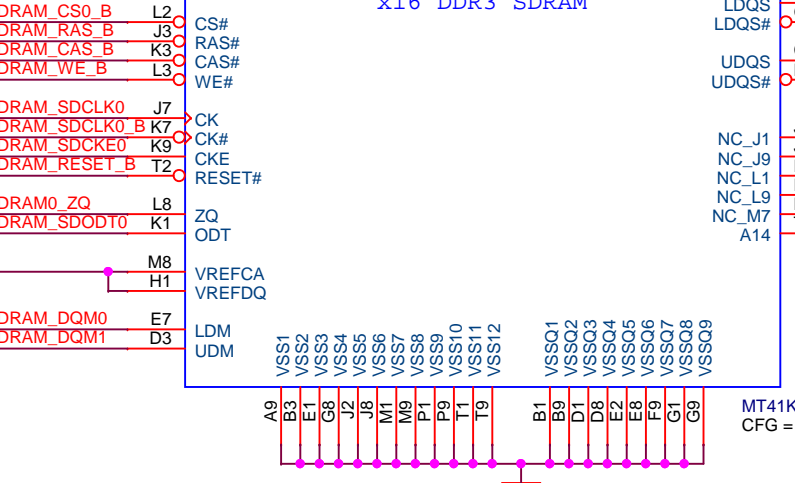 x16 DDR3 SDRAM
DRAM_CS0_B L2 CS#
DRAM_RAS_B J3 RAS#
DRAM_CAS_B K3 CAS#
DRAM_WE_B L3 WE#
DRAM_SDCLK0 J7 CK
DRAM_SDCLK0_B K7 CK#
DRAM_SDCKE0 K9 CKE
DRAM_RESET_B T2 RESET#
DRAM0_ZQ L8 ZQ
DRAM_SDODT0 K1 ODT
M8 VREFCA
H1 VREFDQ
DRAM_DQM0 E7 LDM
DRAM_DQM1 D3 UDM
LDQS
LDQS#
UDQS
UDQS#
NC_J1
NC_J9
NC_L1
NC_L9
NC_M7
A14
VSS1 VSS2 VSS3 VSS4 VSS5 VSS6 VSS7 VSS8 VSS9 VSS10 VSS11 VSS12 VSSQ1 VSSQ2 VSSQ3 VSSQ4 VSSQ5 VSSQ6 VSSQ7 VSSQ8 VSSQ9
A9 B3 E1 G8 J2 J8 M1 M9 P1 P9 T1 T9 B1 B9 D1 D8 E2 E8 F9 G1 G9
MT41K
CFG =